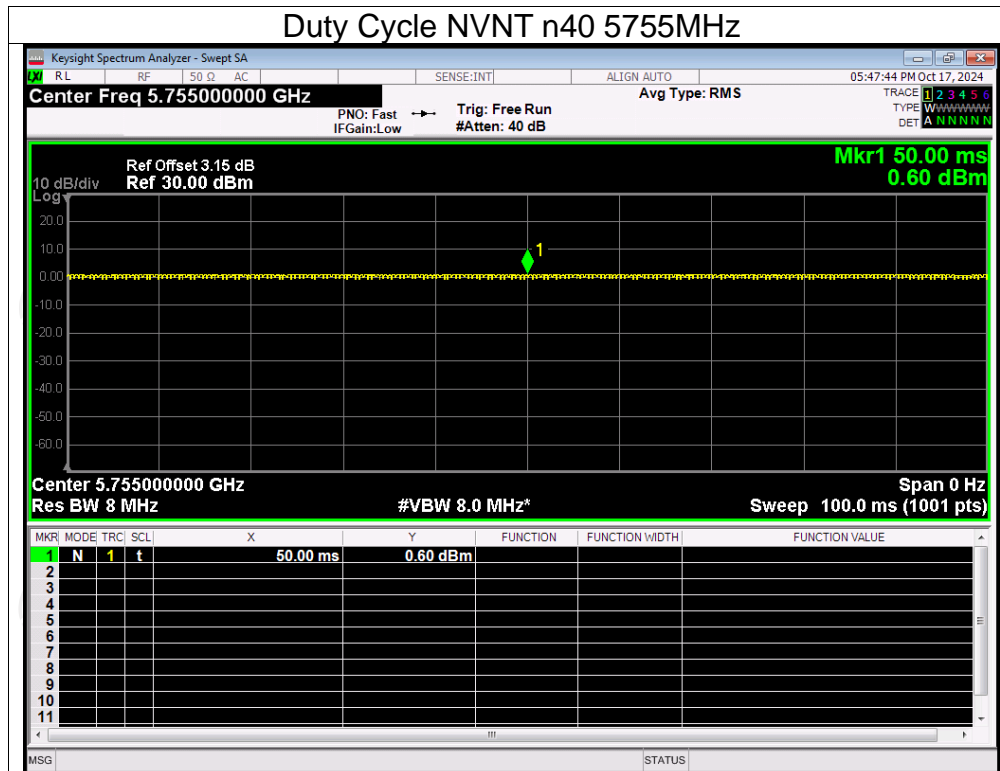 Duty Cycle NVNT n40 5755MHz
Keysight Spectrum Analyzer - Swept SA
LXI RL RF 50 Ω AC SENSE:INT ALIGN AUTO 05:47:44 PM Oct 17, 2024
Center Freq 5.755000000 GHz Avg Type: RMS TRACE 1 2 3 4 5 6
PNO: Fast Trig: Free Run TYPE WWWWWW
IFGain:Low #Atten: 40 dB DET A N N N N N
Mkr1 50.00 ms
Ref Offset 3.15 dB
10 dB/div Ref 30.00 dBm 0.60 dBm
Log
20.0
10.0
1
0.00
-10.0
-20.0
-30.0
-40.0
-50.0
-60.0
Center 5.755000000 GHz Span 0 Hz
Res BW 8 MHz #VBW 8.0 MHz* Sweep 100.0 ms (1001 pts)
MKR MODE TRC SCL X Y FUNCTION FUNCTION WIDTH FUNCTION VALUE
1 N 1 t 50.00 ms 0.60 dBm
2
3
4
5
6
7
8
9
10
11
MSG STATUS